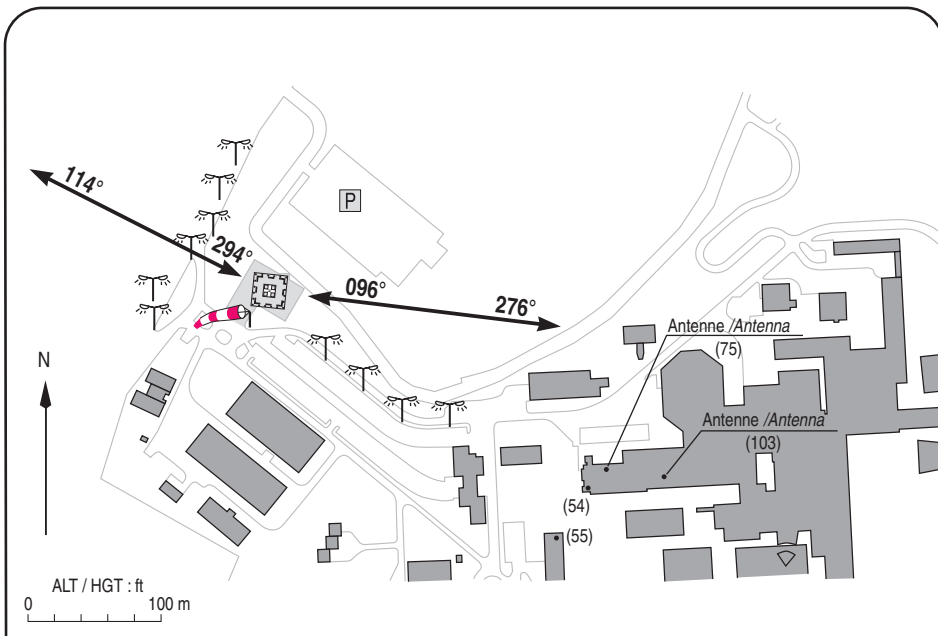 114°
P
294°
096°
276°
Antenne /Antenna
(75)
N
Antenne /Antenna
(103)
(54)
(55)
ALT / HGT : ft
0 100 m